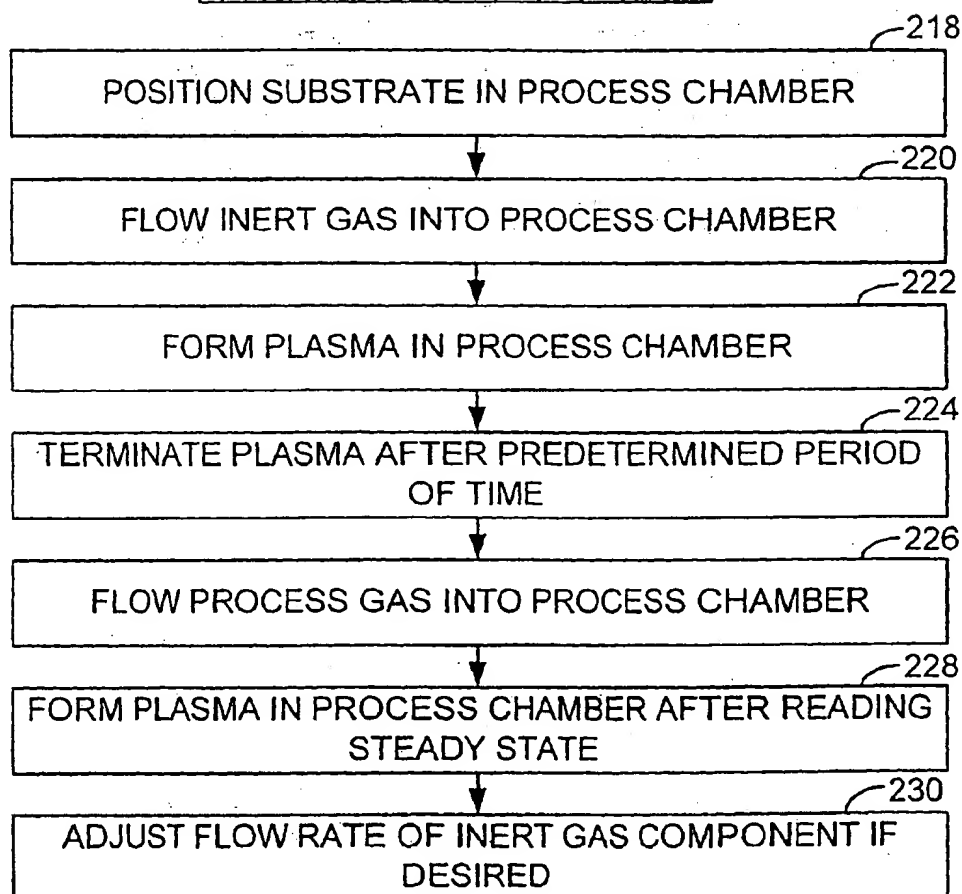 218
POSITION SUBSTRATE IN PROCESS CHAMBER
220
FLOW INERT GAS INTO PROCESS CHAMBER
222
FORM PLASMA IN PROCESS CHAMBER
224
TERMINATE PLASMA AFTER PREDETERMINED PERIOD
OF TIME
226
FLOW PROCESS GAS INTO PROCESS CHAMBER
228
FORM PLASMA IN PROCESS CHAMBER AFTER READING
STEADY STATE
230
ADJUST FLOW RATE OF INERT GAS COMPONENT IF
DESIRED